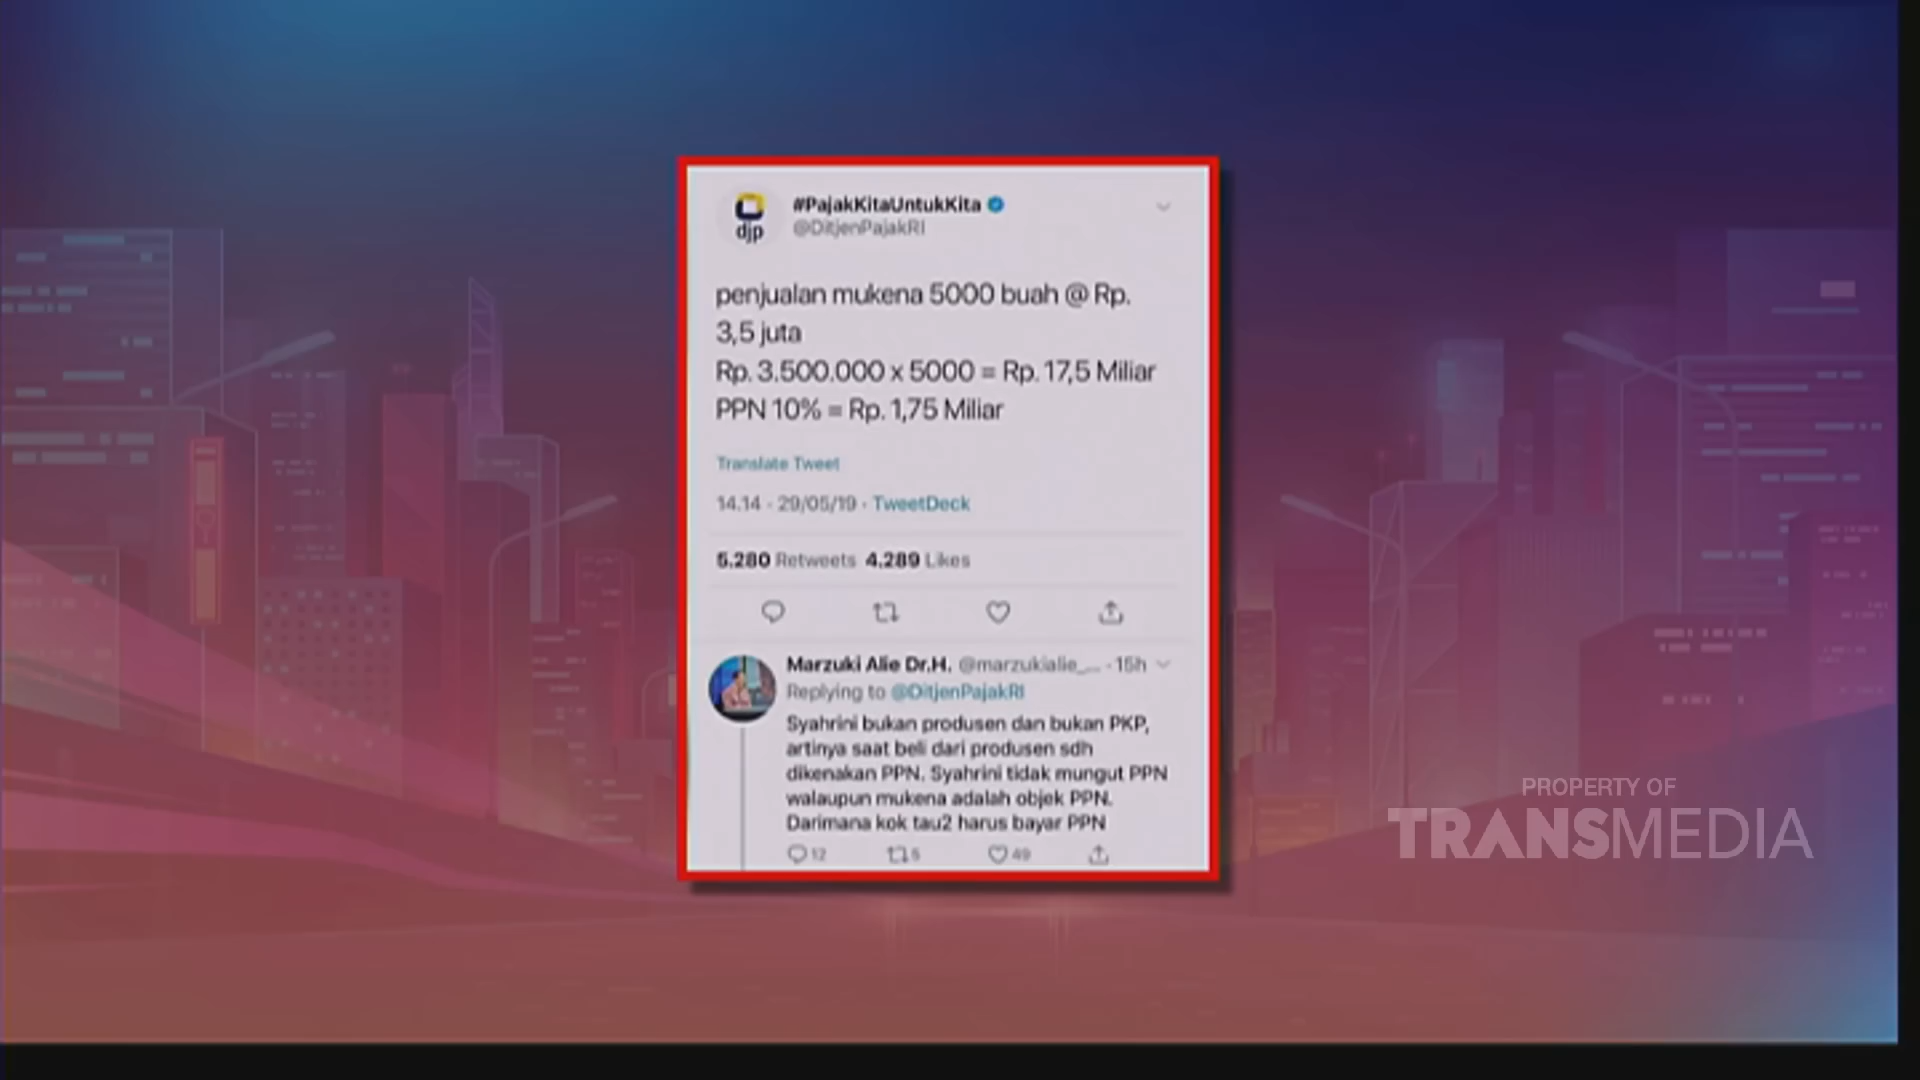 #PajakKitaUntukKita
@DitjenPajakRI
djp
penjualan mukena 5000 buah @ Rp.
3,5 juta
Rp. 3.500.000 x 5000 = Rp. 17,5 Miliar
PPN 10% = Rp. 1,75 Miliar
Translate Tweet
14.14 · 29/05/19 · TweetDeck
5.280 Retweets 4.289 Likes
Marzuki Alie Dr.H. @marzukialie_... · 15h
Replying to @DitjenPajakRI
Syahrini bukan produsen dan bukan PKP,
artinya saat beli dari produsen sdh
dikenakan PPN. Syahrini tidak mungut PPN
walaupun mukena adalah objek PPN.
Darimana kok tau2 harus bayar PPN
12 5 49
PROPERTY OF
TRANSMEDIA